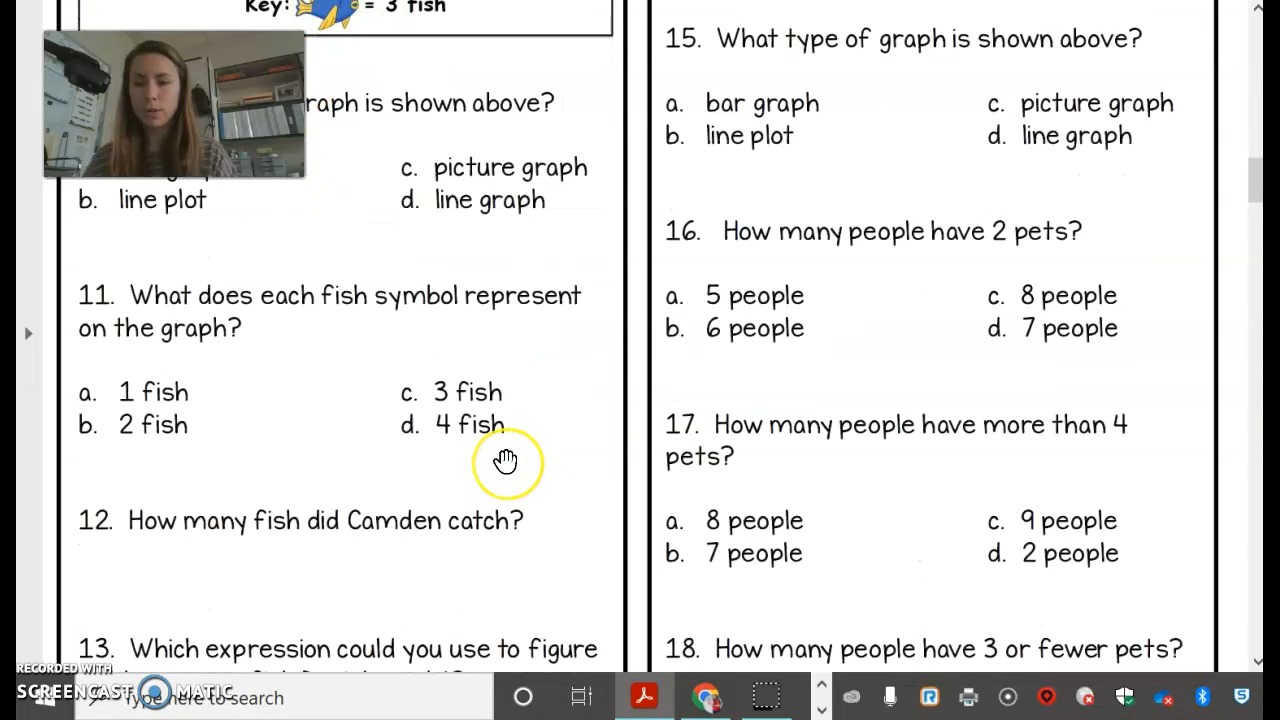 Key: = 3 fish
raph is shown above?
c. picture graph
b. line plot
d. line graph
11. What does each fish symbol represent
on the graph?
a. 1 fish
c. 3 fish
b. 2 fish
d. 4 fish
12. How many fish did Camden catch?
13. Which expression could you use to figure
15. What type of graph is shown above?
a. bar graph
c. picture graph
b. line plot
d. line graph
16. How many people have 2 pets?
a. 5 people
c. 8 people
b. 6 people
d. 7 people
17. How many people have more than 4
pets?
a. 8 people
c. 9 people
b. 7 people
d. 2 people
18. How many people have 3 or fewer pets?
RECORDED WITH
SCREENCAST MATIC
Type here to search